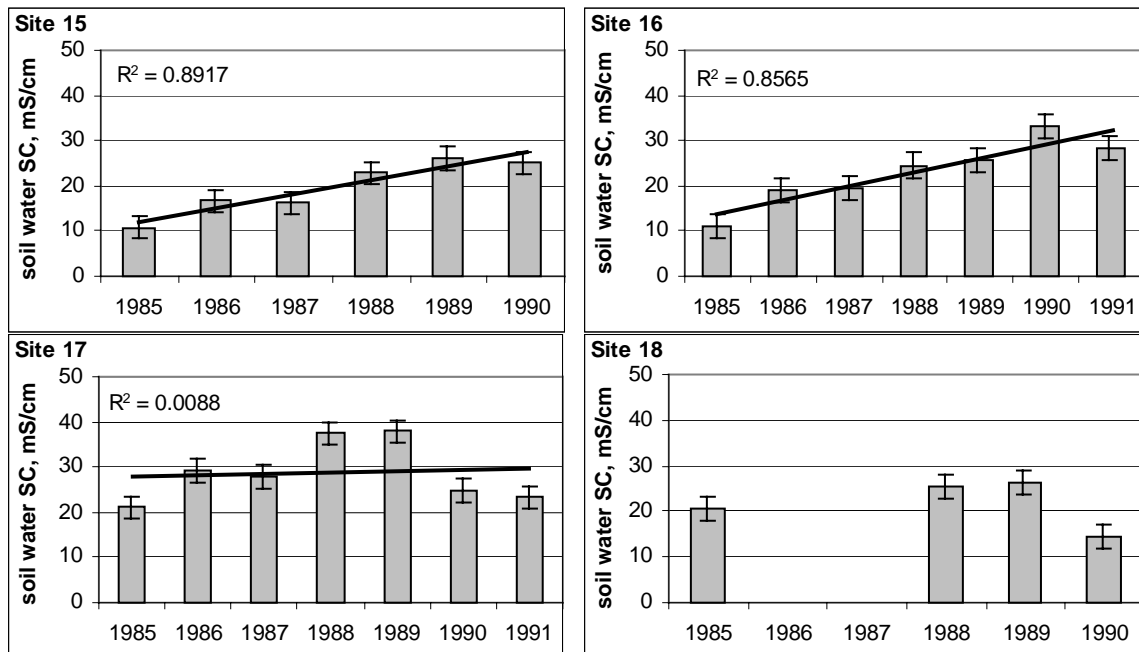 Site 15
soil water SC, mS/cm
50
40
30
20
10
0
R² = 0.8917
1985 1986 1987 1988 1989 1990
Site 16
soil water SC, mS/cm
50
40
30
20
10
0
R² = 0.8565
1985 1986 1987 1988 1989 1990 1991
Site 17
soil water SC, mS/cm
50
40
30
20
10
0
R² = 0.0088
1985 1986 1987 1988 1989 1990 1991
Site 18
soil water SC, mS/cm
50
40
30
20
10
0
1985 1986 1987 1988 1989 1990